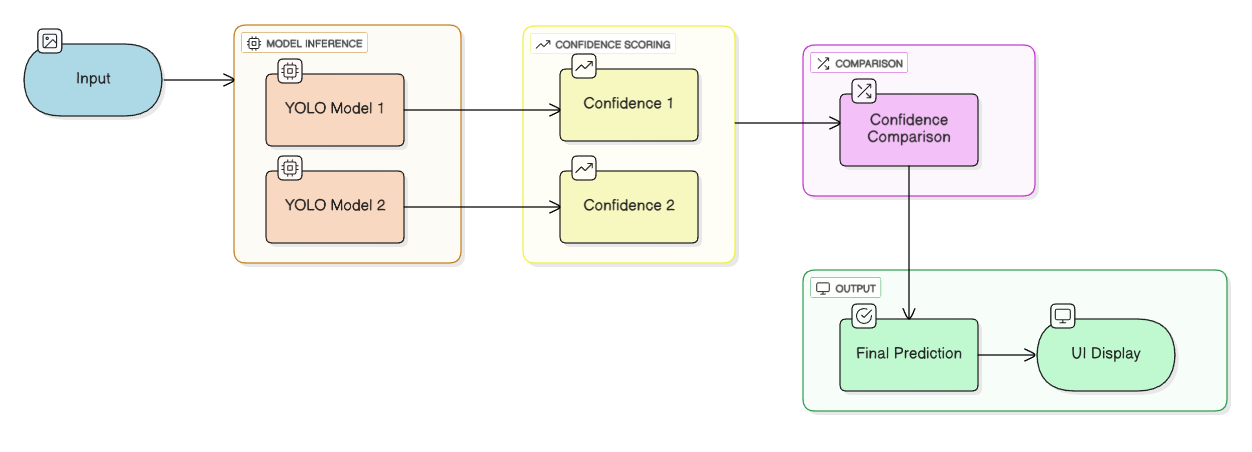 Input
MODEL INFERENCE
YOLO Model 1
YOLO Model 2
CONFIDENCE SCORING
Confidence 1
Confidence 2
COMPARISON
Confidence
Comparison
OUTPUT
Final Prediction
UI Display